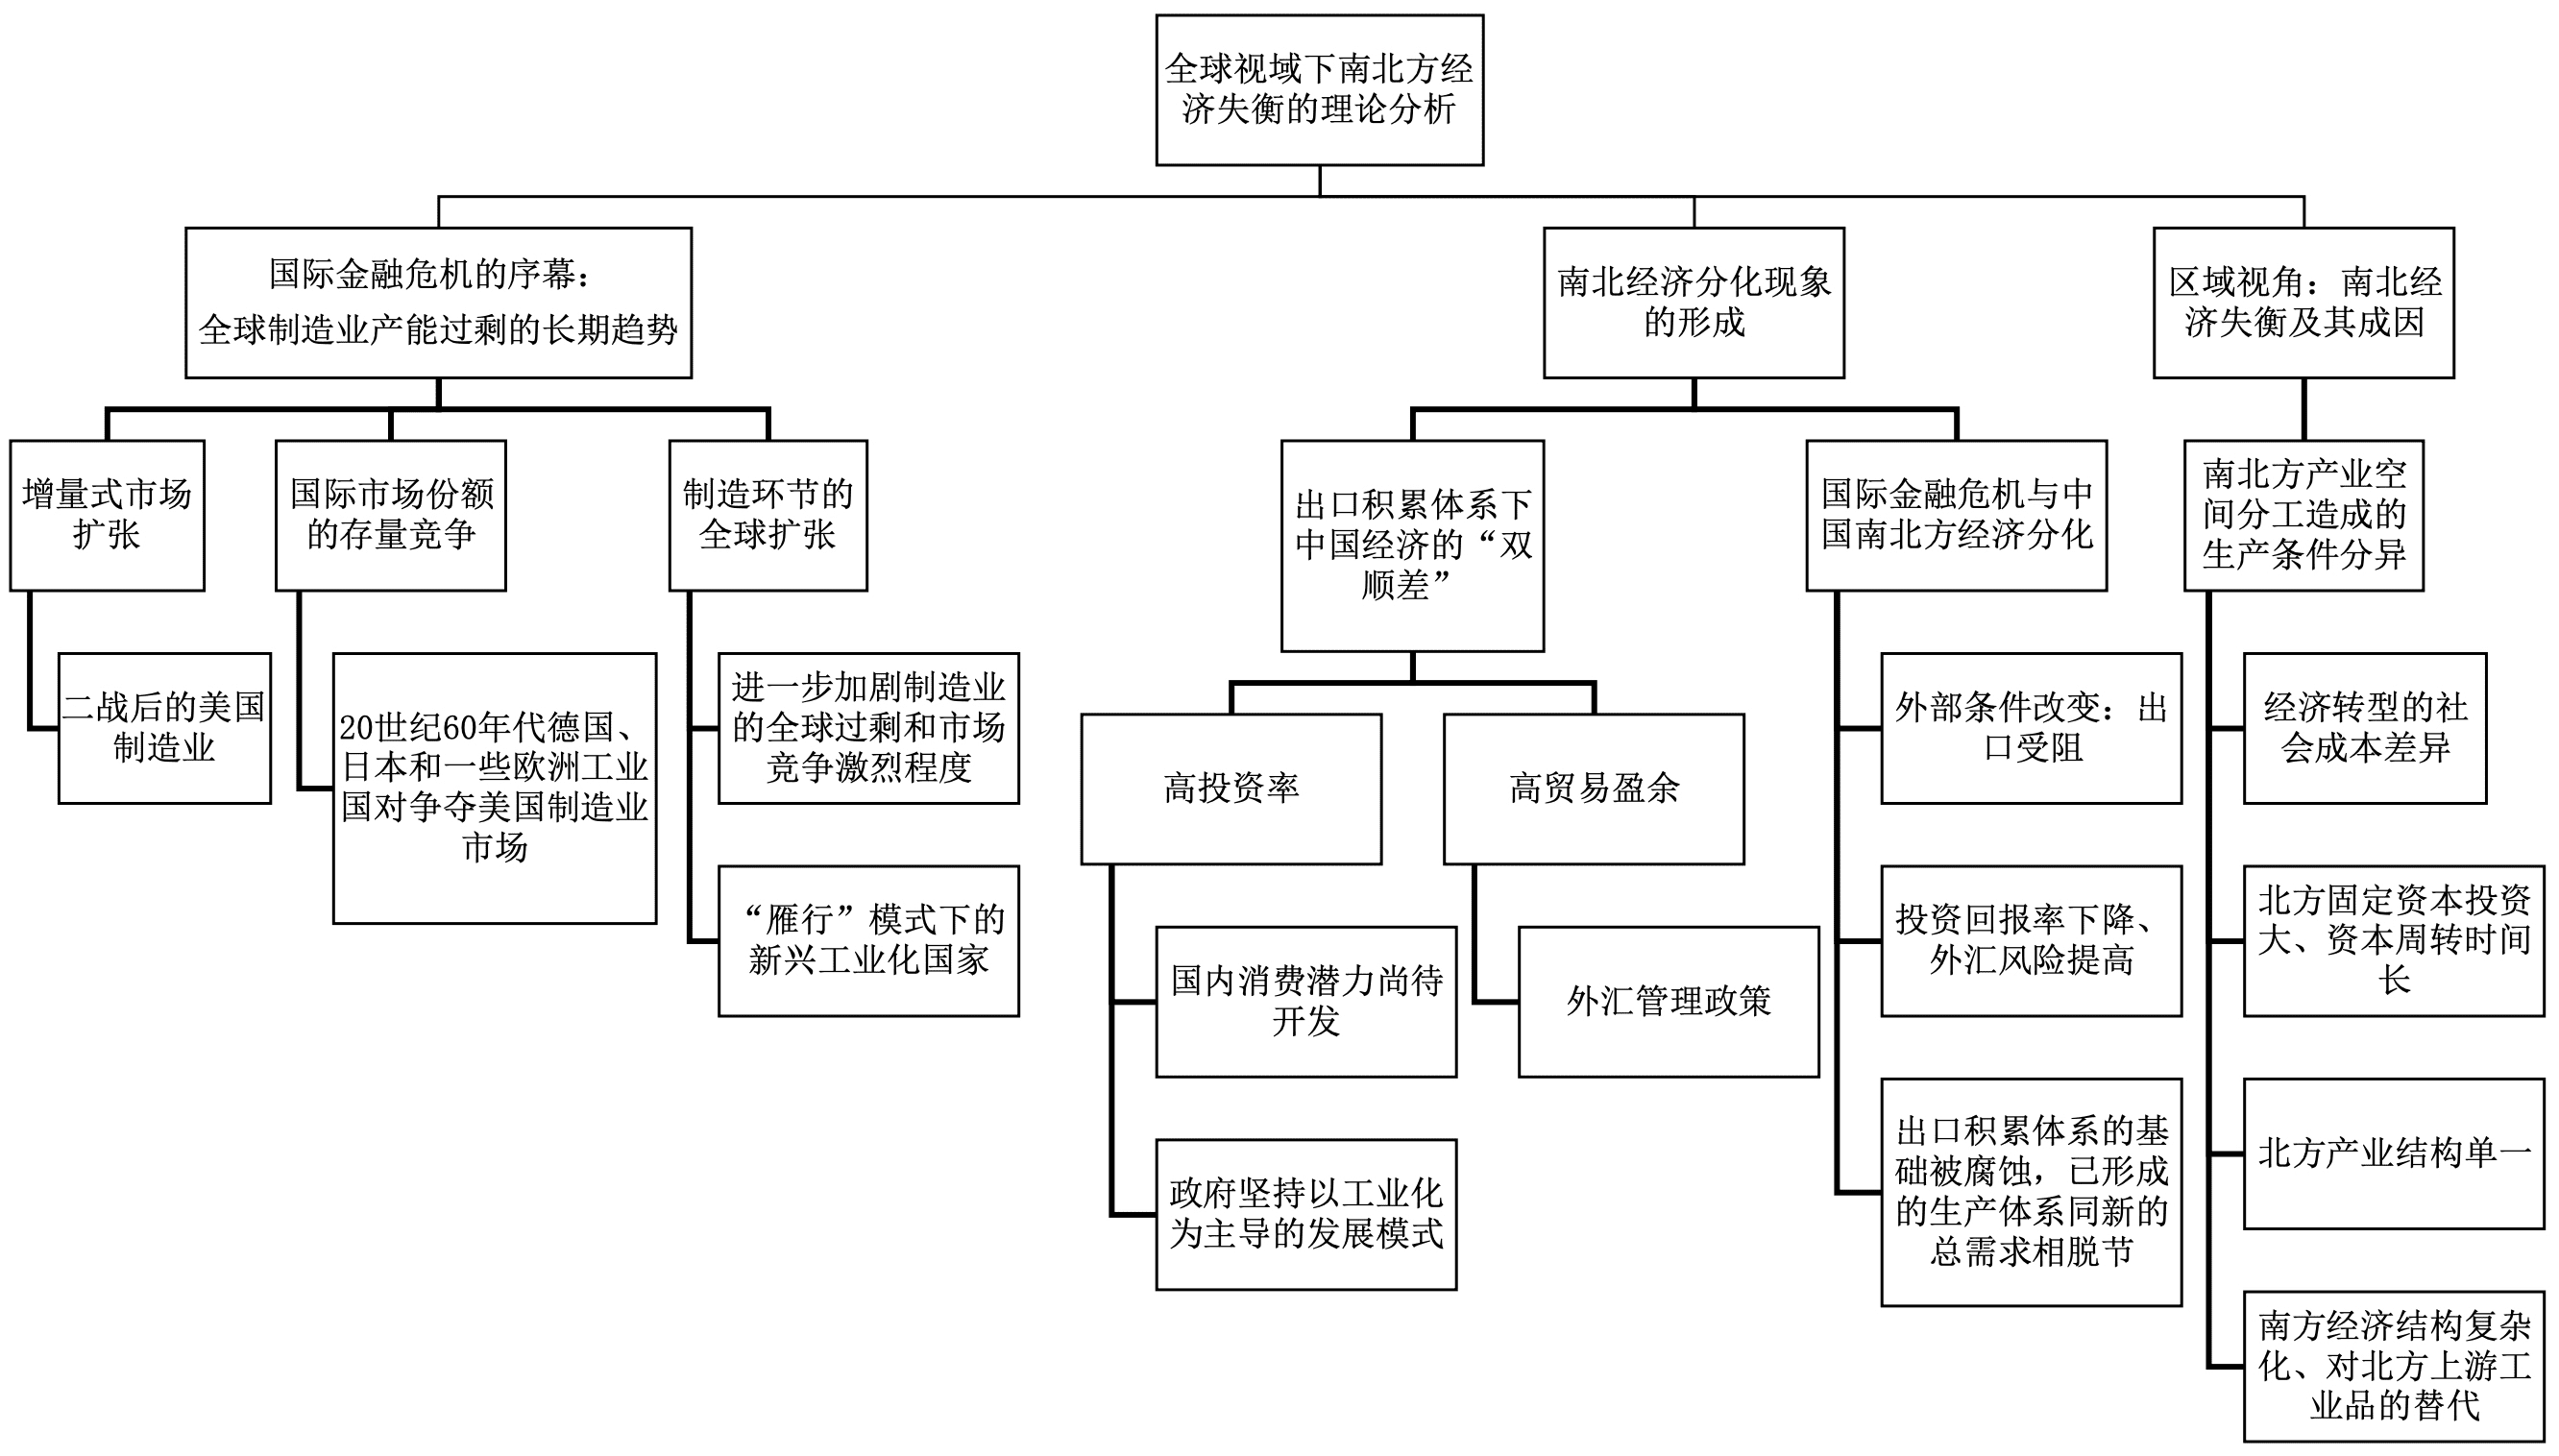 全球视域下南北方经
济失衡的理论分析
国际金融危机的序幕：
全球制造业产能过剩的长期趋势
增量式市场
扩张
二战后的美国
制造业
国际市场份额
的存量竞争
20世纪60年代德国、
日本和一些欧洲工业
国对争夺美国制造业
市场
制造环节的
全球扩张
进一步加剧制造业
的全球过剩和市场
竞争激烈程度
“雁行”模式下的
新兴工业化国家
南北经济分化现象
的形成
出口积累体系下
中国经济的“双
顺差”
高投资率
国内消费潜力尚待
开发
政府坚持以工业化
为主导的发展模式
高贸易盈余
外汇管理政策
国际金融危机与中
国南北方经济分化
外部条件改变：出
口受阻
投资回报率下降、
外汇风险提高
出口积累体系的基
础被腐蚀，已形成
的生产体系同新的
总需求相脱节
区域视角：南北经
济失衡及其成因
南北方产业空
间分工造成的
生产条件分异
经济转型的社
会成本差异
北方固定资本投资
大、资本周转时间
长
北方产业结构单一
南方经济结构复杂
化、对北方上游工
业品的替代